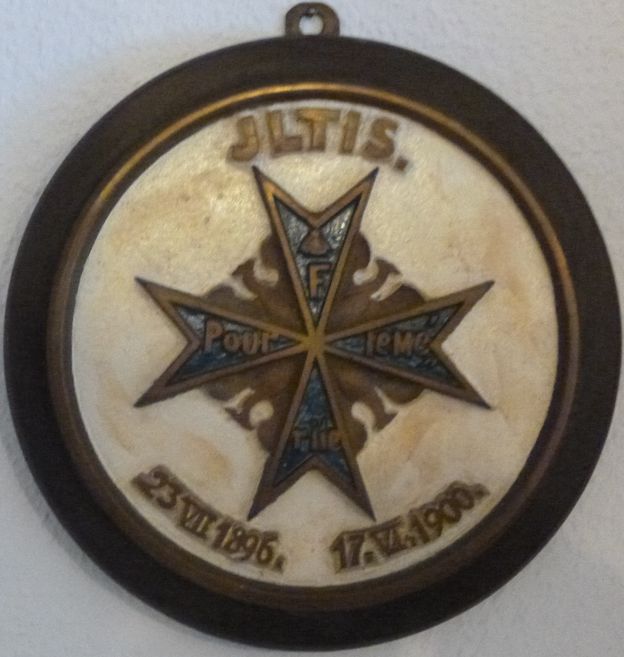 JLTIS.
F
Pour le Mé
rite
23 VII 1896. 17. VI. 1900.